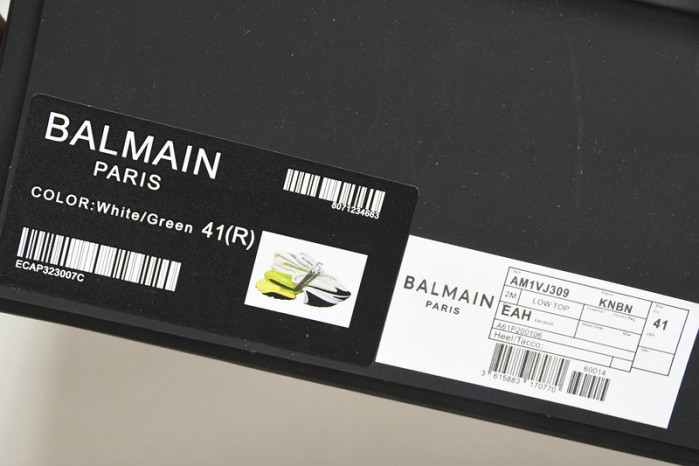 BALMAIN
PARIS
8071234663
COLOR:White/Green 41(R)
ECAP323007C
BALMAIN
PARIS
AM1VJ309
2M
LOW TOP
KNBN
EAH
41
A61P200106
Heel/Tacco:
60014
3 615883 170770